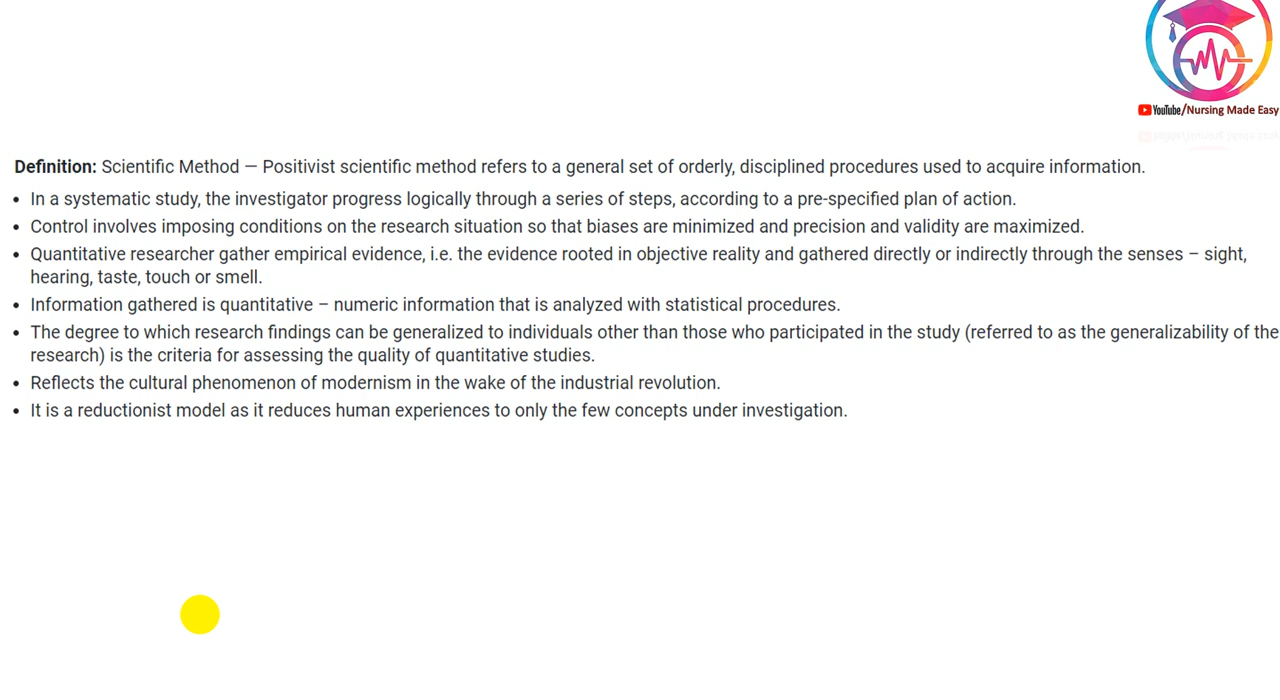 YouTube/Nursing Made Easy
Definition: Scientific Method — Positivist scientific method refers to a general set of orderly, disciplined procedures used to acquire information.
• In a systematic study, the investigator progress logically through a series of steps, according to a pre-specified plan of action.
• Control involves imposing conditions on the research situation so that biases are minimized and precision and validity are maximized.
• Quantitative researcher gather empirical evidence, i.e. the evidence rooted in objective reality and gathered directly or indirectly through the senses – sight,
hearing, taste, touch or smell.
• Information gathered is quantitative – numeric information that is analyzed with statistical procedures.
• The degree to which research findings can be generalized to individuals other than those who participated in the study (referred to as the generalizability of the
research) is the criteria for assessing the quality of quantitative studies.
• Reflects the cultural phenomenon of modernism in the wake of the industrial revolution.
• It is a reductionist model as it reduces human experiences to only the few concepts under investigation.